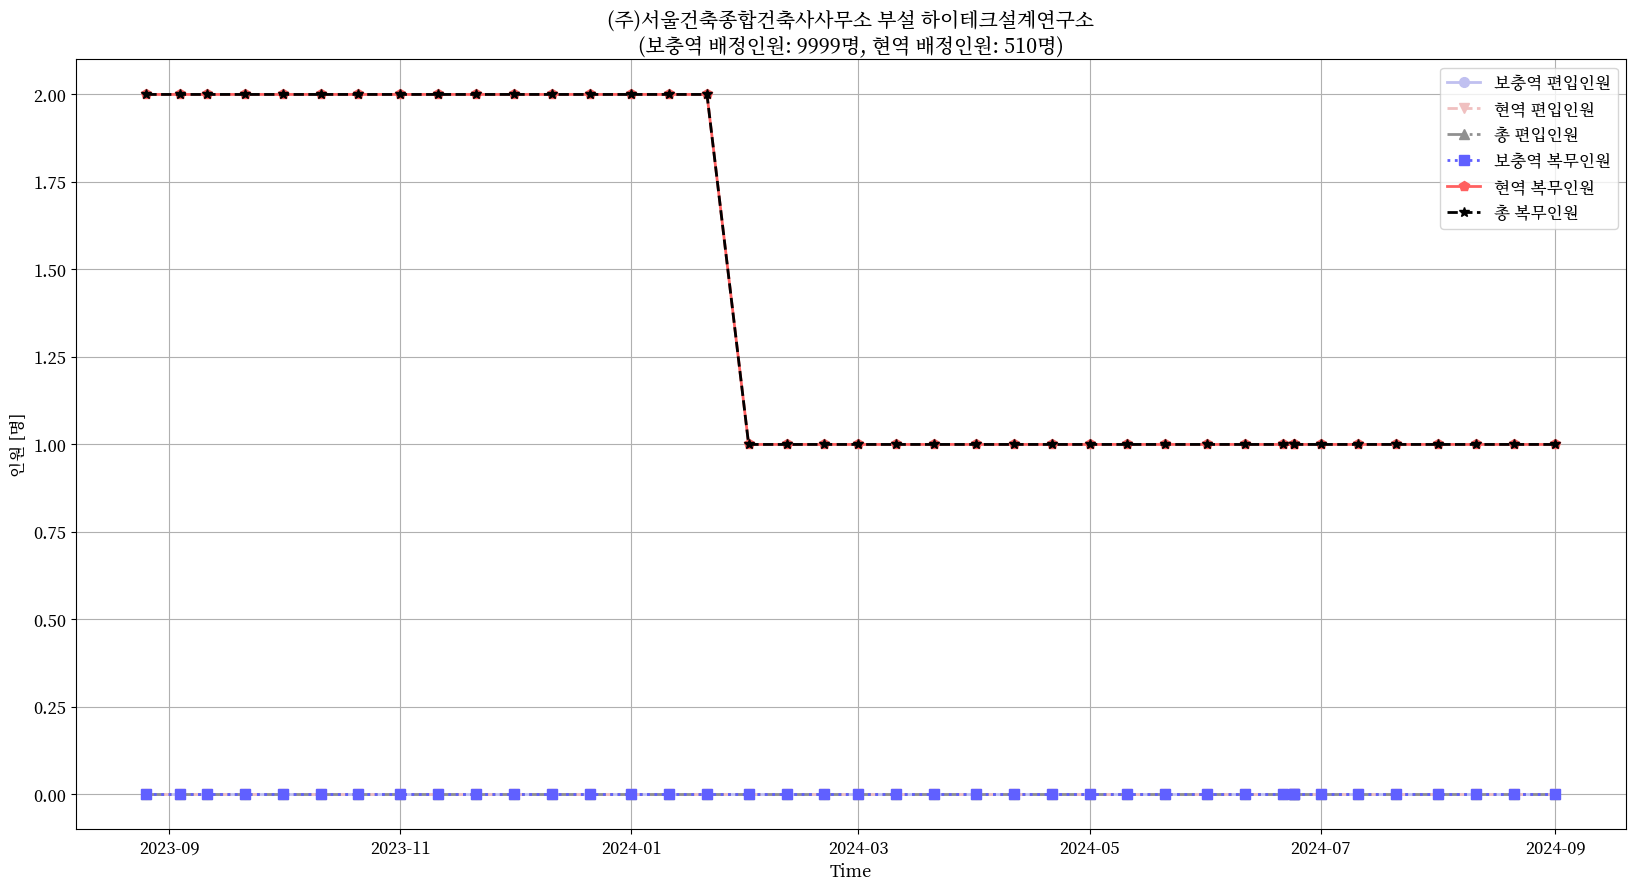 (주)서울건축종합건축사사무소 부설 하이테크설계연구소
(보충역 배정인원: 9999명, 현역 배정인원: 510명)
보충역 편입인원
현역 편입인원
총 편입인원
보충역 복무인원
현역 복무인원
총 복무인원
인원 [명]
2.00
1.75
1.50
1.25
1.00
0.75
0.50
0.25
0.00
2023-09
2023-11
2024-01
2024-03
2024-05
2024-07
2024-09
Time